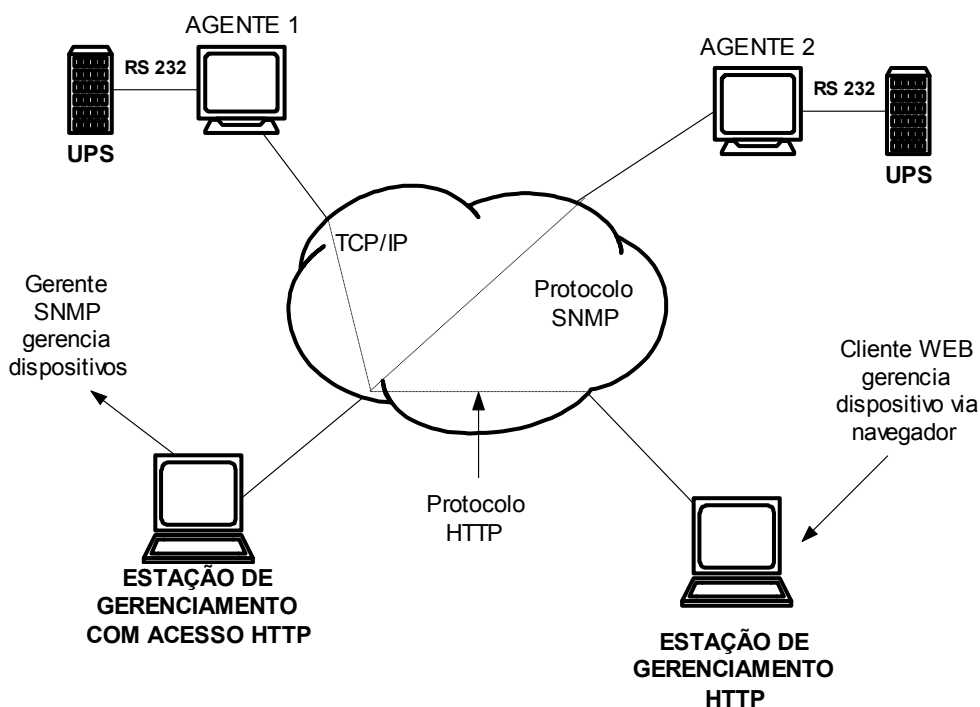 AGENTE 1
AGENTE 2
RS 232
RS 232
UPS
UPS
TCP/IP
Protocolo
SNMP
Gerente
SNMP
gerencia
dispositivos
Cliente WEB
gerencia
dispositivo via
navegador
Protocolo
HTTP
ESTAÇÃO DE
GERENCIAMENTO
COM ACESSO HTTP
ESTAÇÃO DE
GERENCIAMENTO
HTTP